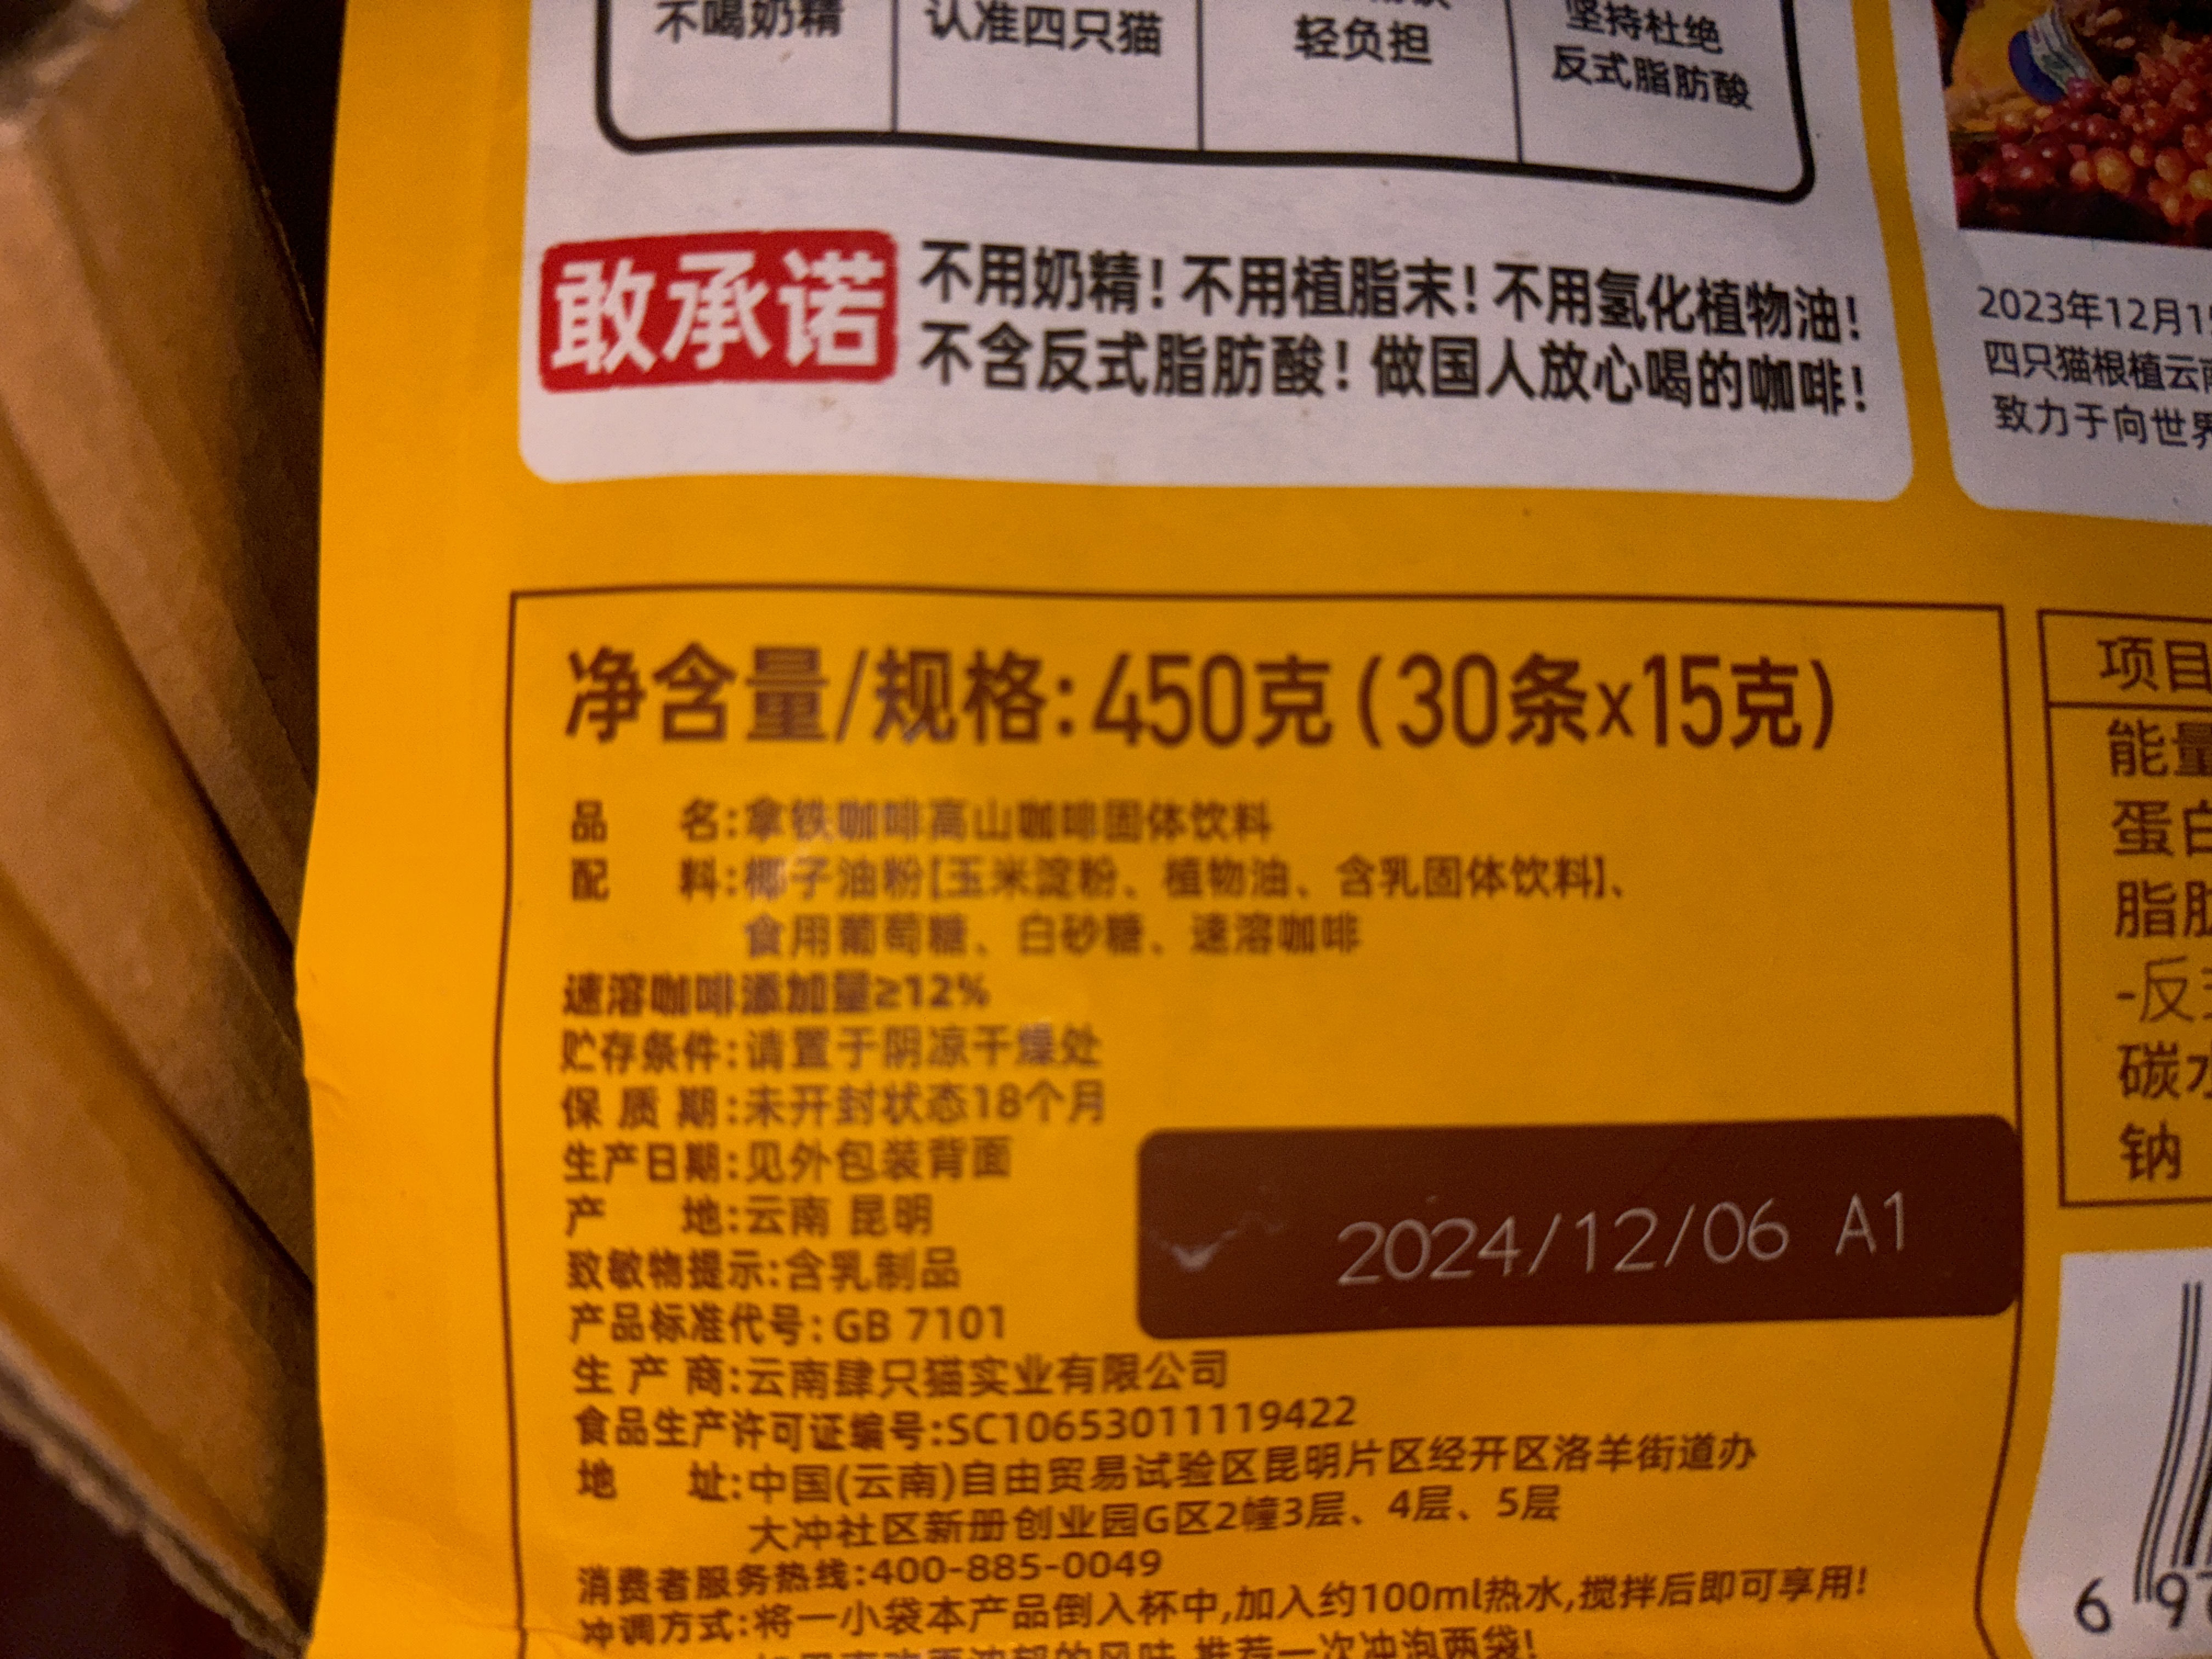 不喝奶精
认准四只猫
轻负担
坚持杜绝
反式脂肪酸
敢承诺
不用奶精！不用植脂末！不用氢化植物油！
不含反式脂肪酸！做国人放心喝的咖啡！
2023年12月1
四只猫根植云南
致力于向世界
净含量/规格:450克(30条x15克)
品 名:拿铁咖啡高山咖啡固体饮料
配 料:椰子油粉[玉米淀粉、植物油、含乳固体饮料]、
食用葡萄糖、白砂糖、速溶咖啡
速溶咖啡添加量≥12%
贮存条件:请置于阴凉干燥处
保 质 期:未开封状态18个月
生产日期:见外包装背面
产 地:云南 昆明
致敏物提示:含乳制品
产品标准代号:GB 7101
生 产 商:云南肆只猫实业有限公司
食品生产许可证编号:SC10653011119422
地 址:中国(云南)自由贸易试验区昆明片区经开区洛羊街道办
大冲社区新册创业园G区2幢3层、4层、5层
消费者服务热线:400-885-0049
冲调方式:将一小袋本产品倒入杯中,加入约100ml热水,搅拌后即可享用!
的风味,推荐一次冲泡两袋!
2024/12/06 A1
项目
能量
蛋白
脂肪
-反式
碳水
钠
6 97